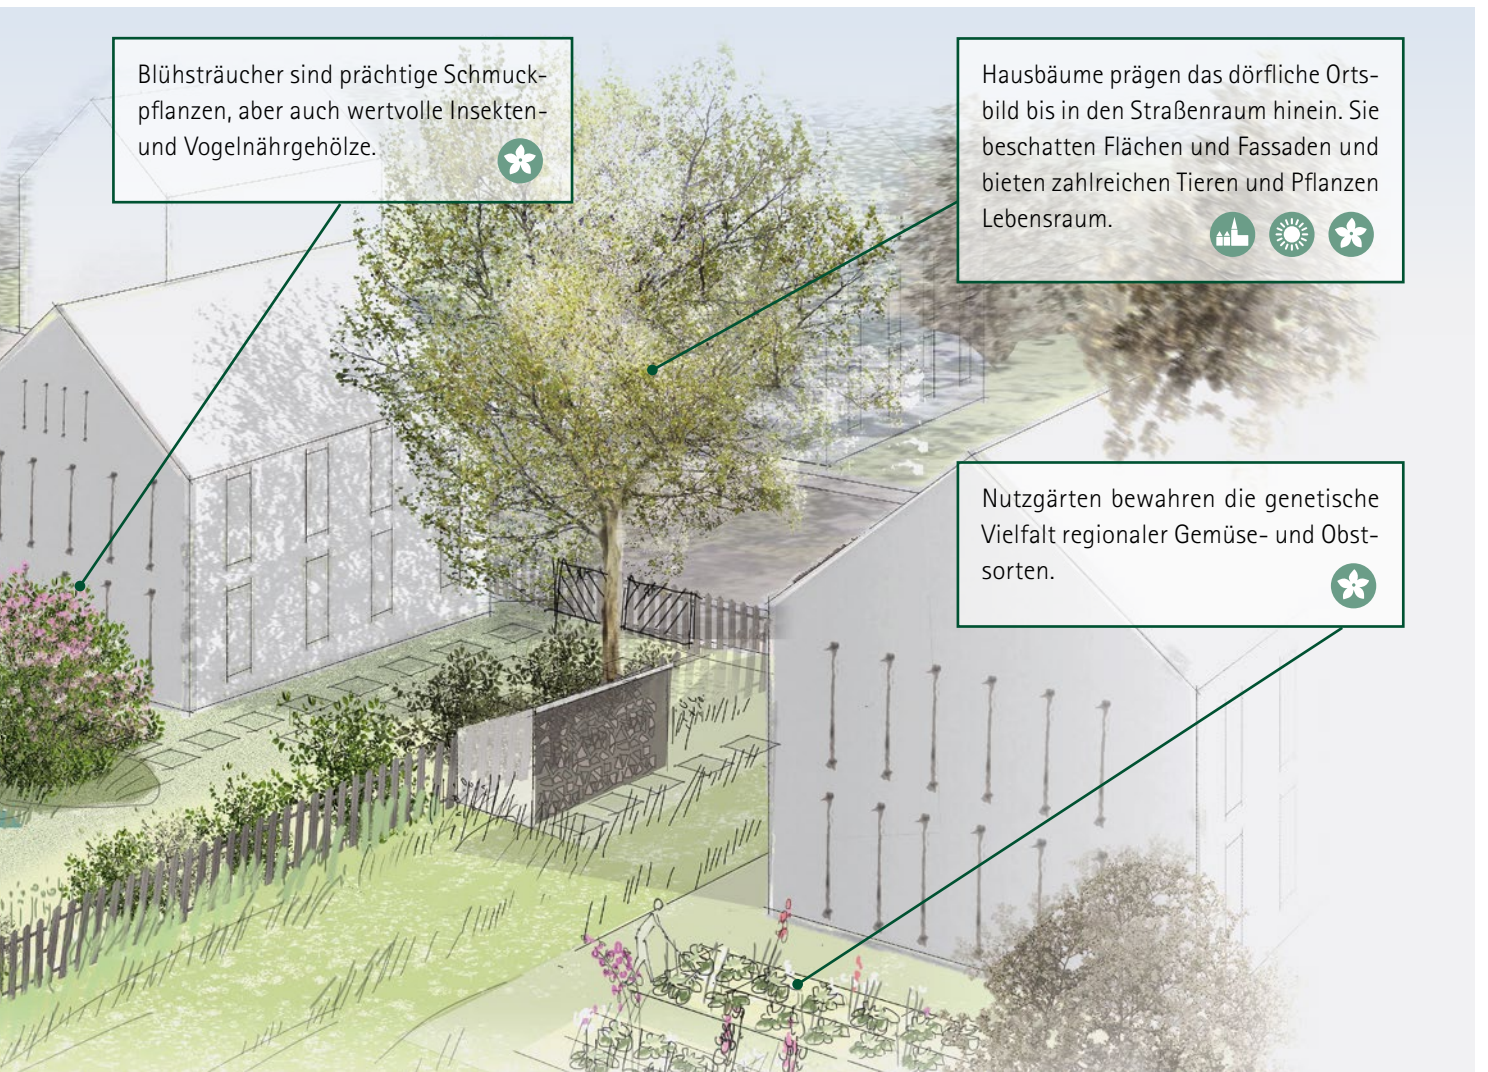 Blühsträucher sind prächtige Schmuck-
pflanzen, aber auch wertvolle Insekten-
und Vogelnährgehölze.
Hausbäume prägen das dörfliche Orts-
bild bis in den Straßenraum hinein. Sie
beschatten Flächen und Fassaden und
bieten zahlreichen Tieren und Pflanzen
Lebensraum.
Nutzgärten bewahren die genetische
Vielfalt regionaler Gemüse- und Obst-
sorten.